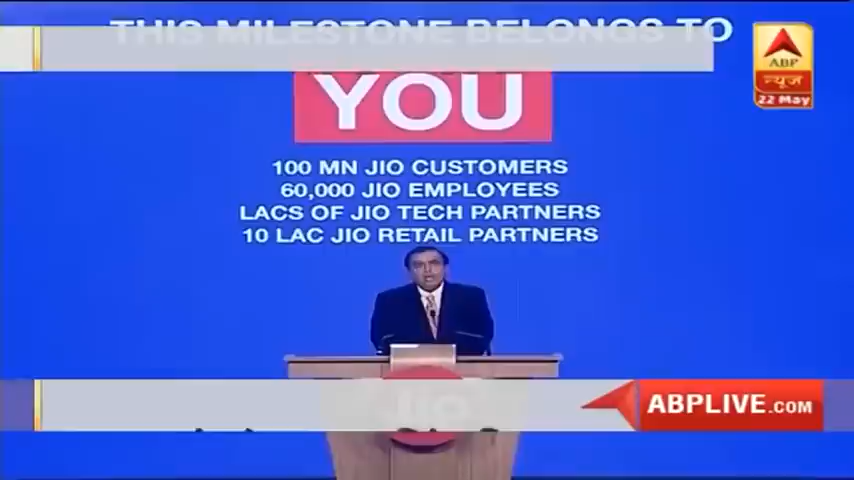 THIS MILESTONE BELONGS TO
YOU
100 MN JIO CUSTOMERS
60,000 JIO EMPLOYEES
LACS OF JIO TECH PARTNERS
10 LAC JIO RETAIL PARTNERS
ABP
न्यूज़
22 May
JIO
ABPLIVE.COM